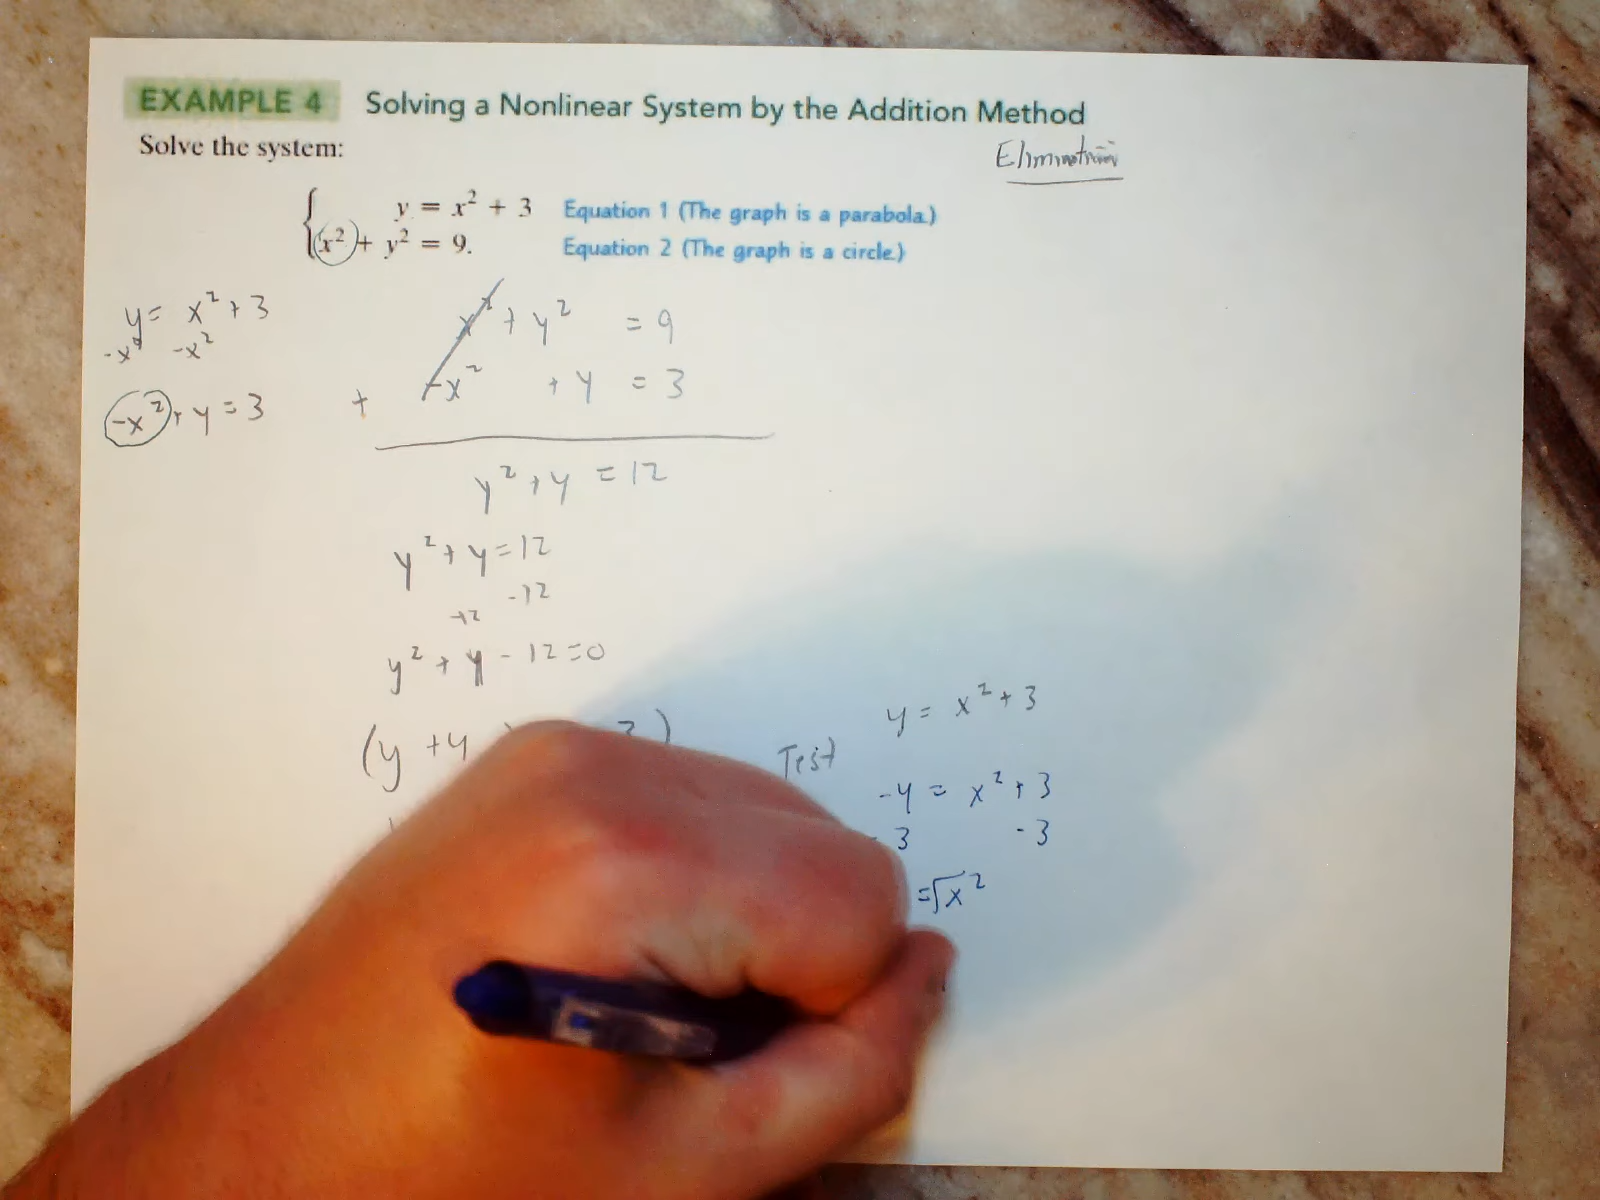 EXAMPLE 4 Solving a Nonlinear System by the Addition Method
Solve the system:
Elimination
y = x² + 3 Equation 1 (The graph is a parabola.)
x² + y² = 9. Equation 2 (The graph is a circle.)
y = x² + 3
-x² -x²
-x² + y = 3
x² + y² = 9
+ -x² + y = 3
y² + y = 12
y² + y = 12
-12 -12
y² + y - 12 = 0
(y + 4 ) 3)
Test
y = x² + 3
-4 = x² + 3
-3 -3
= √x²